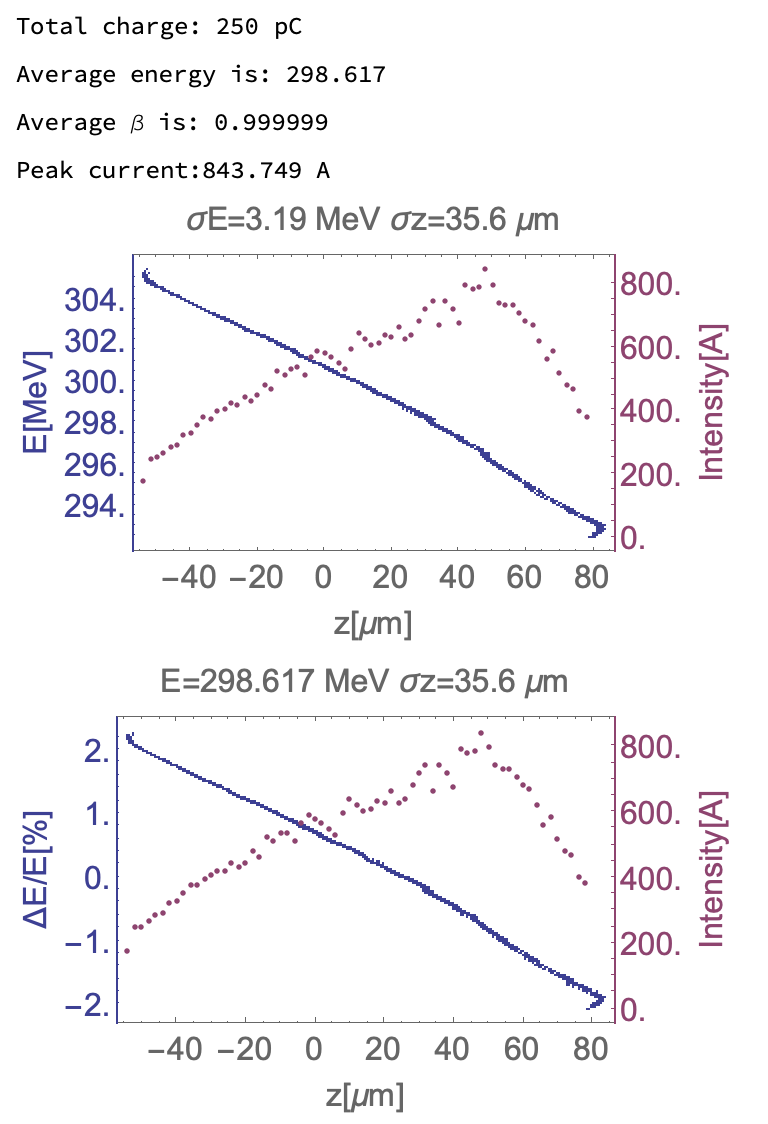 Total charge: 250 pC
Average energy is: 298.617
Average β is: 0.999999
Peak current:843.749 A
σE=3.19 MeV σz=35.6 μm
304.
302.
300.
298.
296.
294.
E[MeV]
800.
600.
400.
200.
0.
Intensity[A]
−40 −20 0 20 40 60 80
z[μm]
E=298.617 MeV σz=35.6 μm
2.
1.
0.
−1.
−2.
ΔE/E[%]
800.
600.
400.
200.
0.
Intensity[A]
−40 −20 0 20 40 60 80
z[μm]